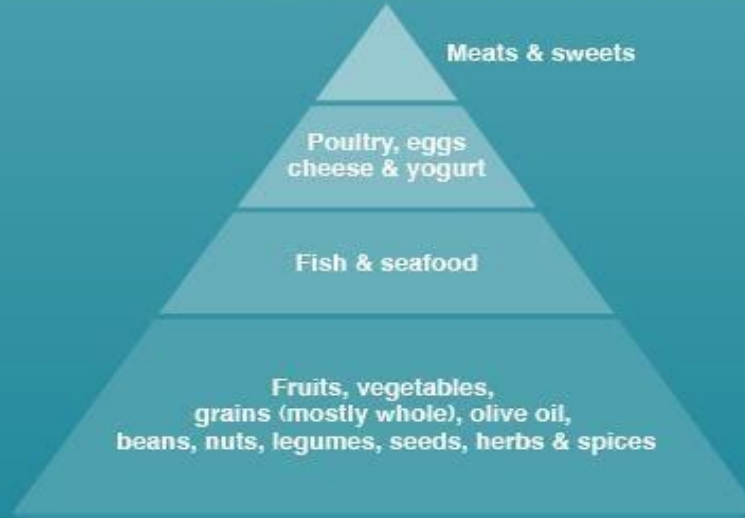 Meats & sweets
Poultry, eggs
cheese & yogurt
Fish & seafood
Fruits, vegetables,
grains (mostly whole), olive oil,
beans, nuts, legumes, seeds, herbs & spices